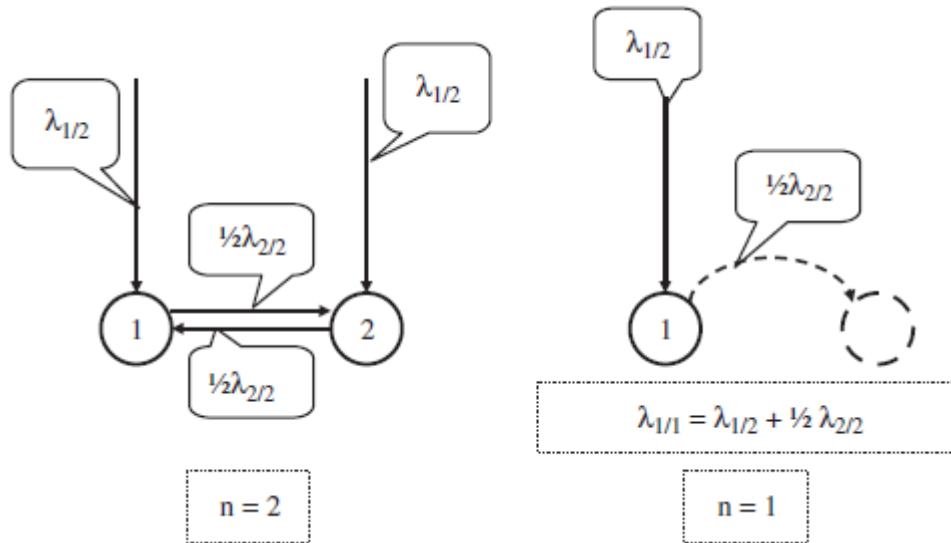 λ1/2
λ1/2
½λ2/2
1
2
½λ2/2
n = 2
λ1/2
½λ2/2
1
λ1/1 = λ1/2 + ½ λ2/2
n = 1